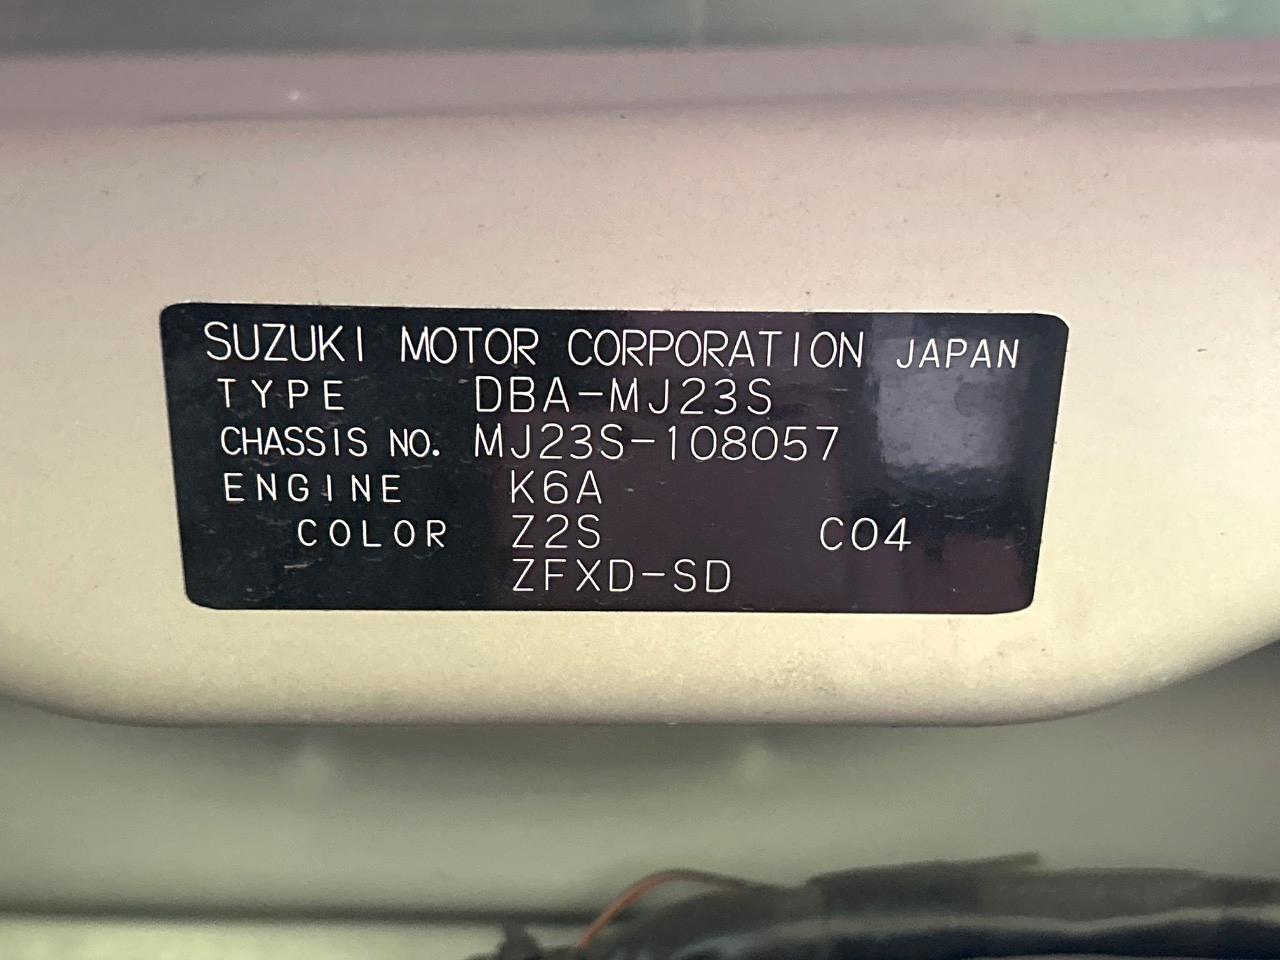 SUZUKI MOTOR CORPORATION JAPAN
TYPE DBA-MJ23S
CHASSIS NO. MJ23S-108057
ENGINE K6A
COLOR Z2S C04
ZFXD-SD